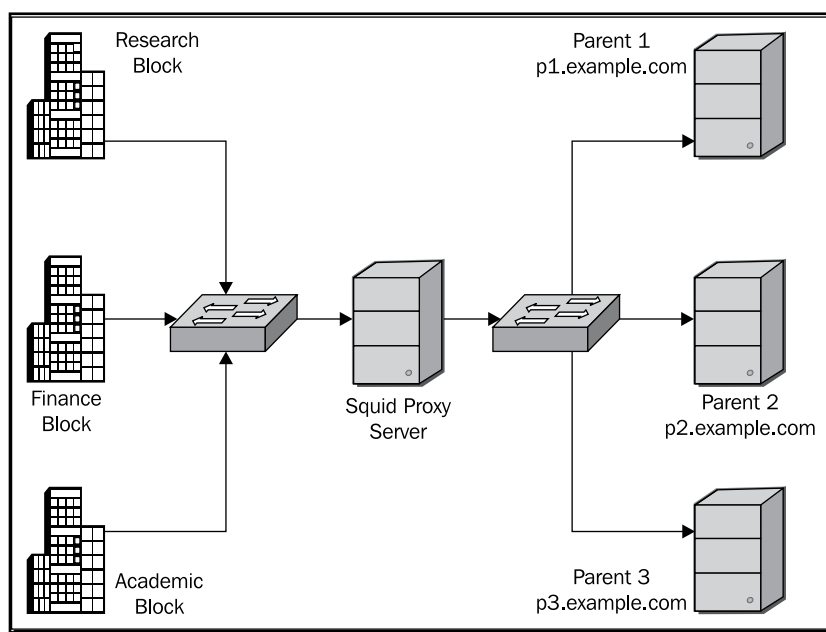 Research
Block
Parent 1
p1.example.com
Finance
Block
Squid Proxy
Server
Parent 2
p2.example.com
Academic
Block
Parent 3
p3.example.com